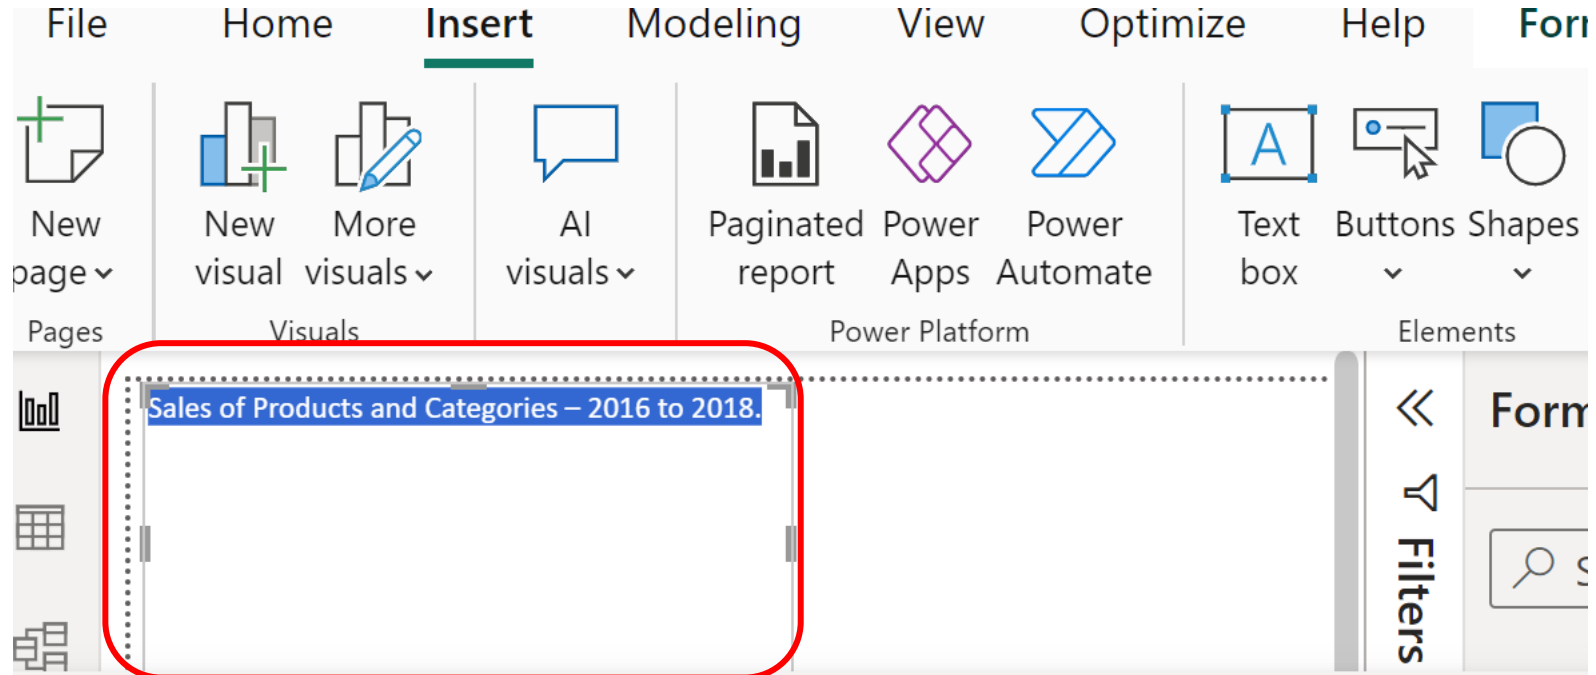 File Home Insert Modeling View Optimize Help
New page
New visual
More visuals
AI visuals
Paginated report
Power Apps
Power Automate
Text box
Buttons
Shapes
Pages
Visuals
Power Platform
Elements
Sales of Products and Categories – 2016 to 2018.
Filters